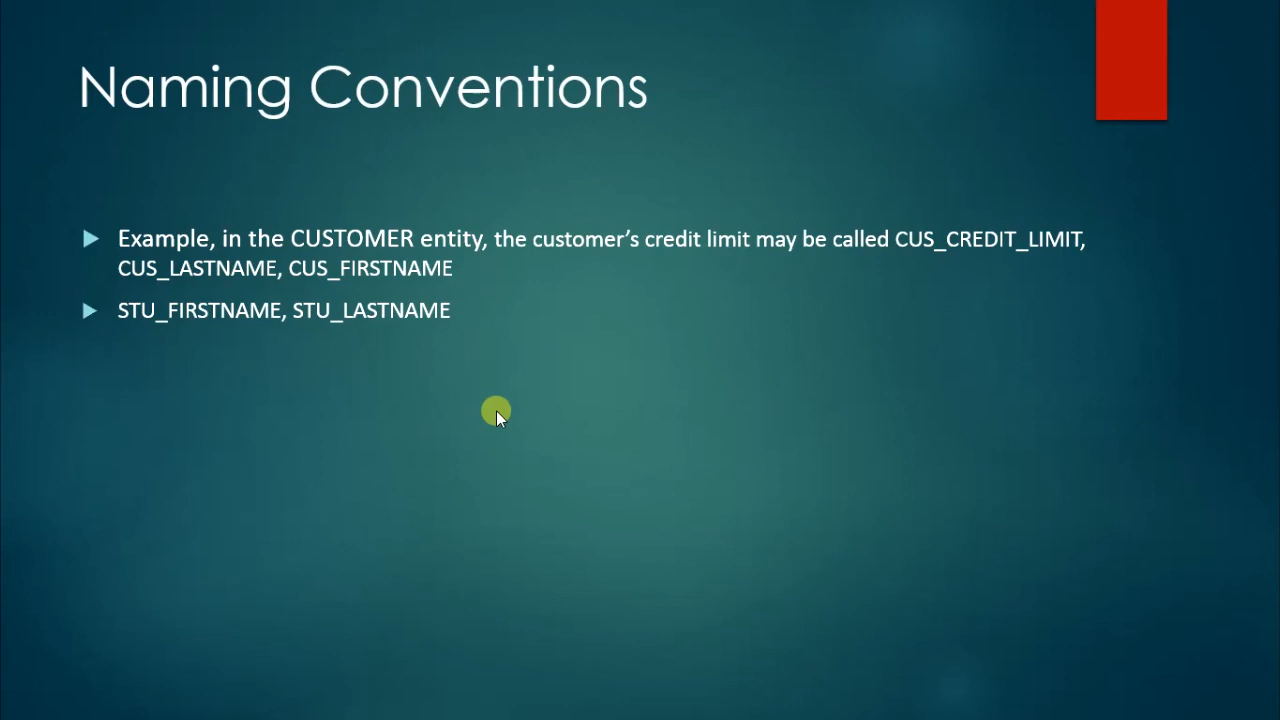 Naming Conventions
Example, in the CUSTOMER entity, the customer’s credit limit may be called CUS_CREDIT_LIMIT,
CUS_LASTNAME, CUS_FIRSTNAME
STU_FIRSTNAME, STU_LASTNAME